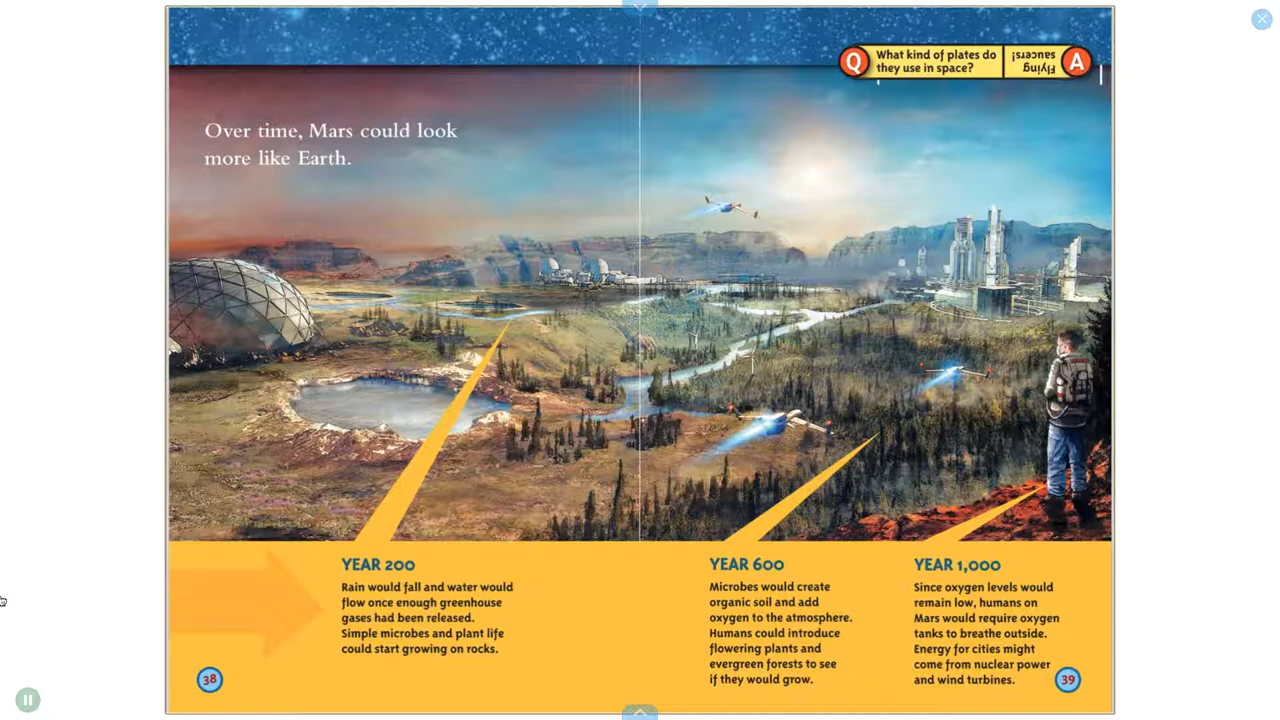 Q What kind of plates do
they use in space?
Flying
saucers!
A
Over time, Mars could look
more like Earth.
YEAR 200
Rain would fall and water would
flow once enough greenhouse
gases had been released.
Simple microbes and plant life
could start growing on rocks.
YEAR 600
Microbes would create
organic soil and add
oxygen to the atmosphere.
Humans could introduce
flowering plants and
evergreen forests to see
if they would grow.
YEAR 1,000
Since oxygen levels would
remain low, humans on
Mars would require oxygen
tanks to breathe outside.
Energy for cities might
come from nuclear power
and wind turbines.
38
39